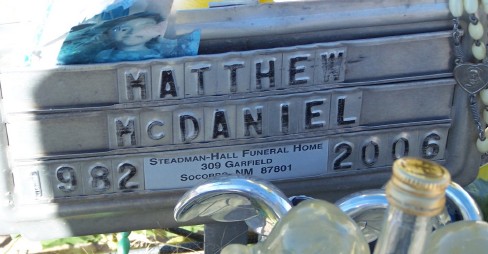 MATTHEW
McDANIEL
1982
STEADMAN-HALL FUNERAL HOME
309 GARFIELD
SOCORRO, NM 87801
2006